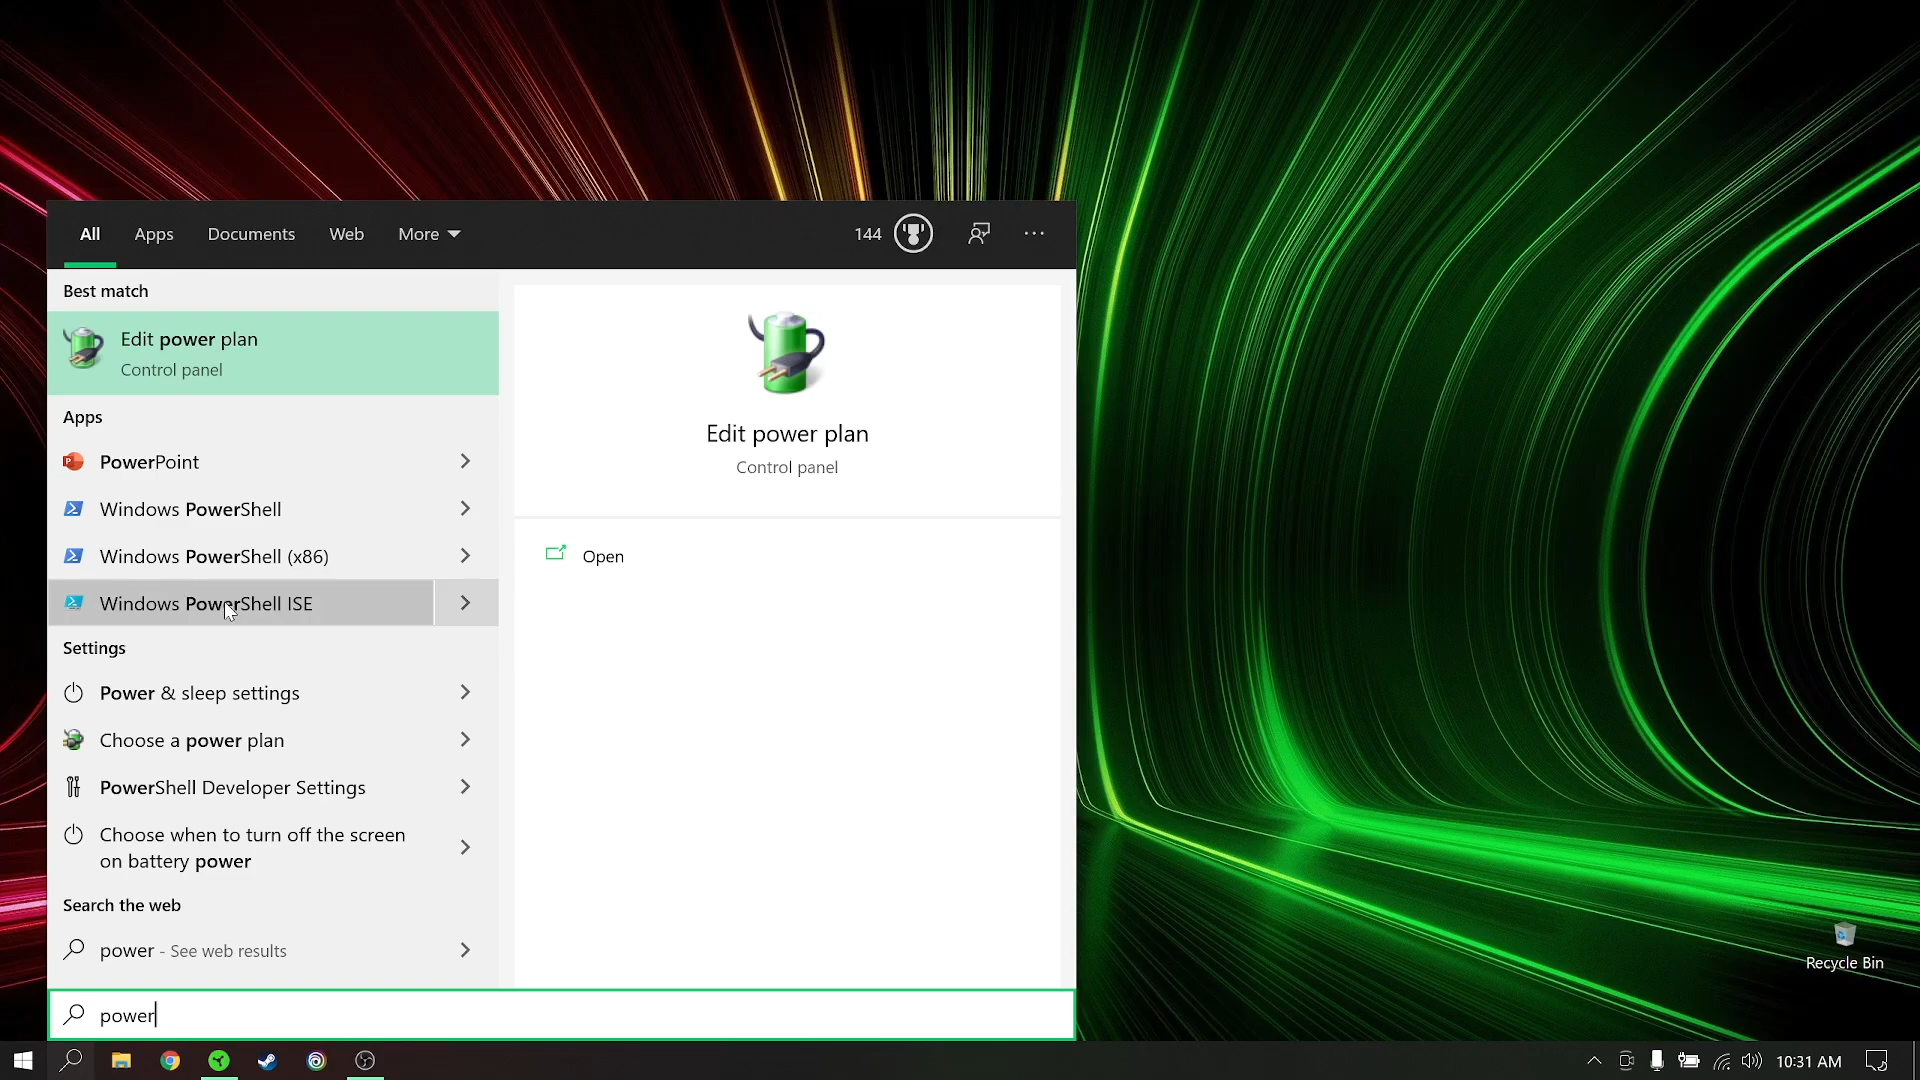 All Apps Documents Web More 144
Best match
Edit power plan
Control panel
Apps
PowerPoint
Windows PowerShell
Windows PowerShell (x86)
Windows PowerShell ISE
Settings
Power & sleep settings
Choose a power plan
PowerShell Developer Settings
Choose when to turn off the screen
on battery power
Search the web
power - See web results
power
Edit power plan
Control panel
Open
Recycle Bin
10:31 AM